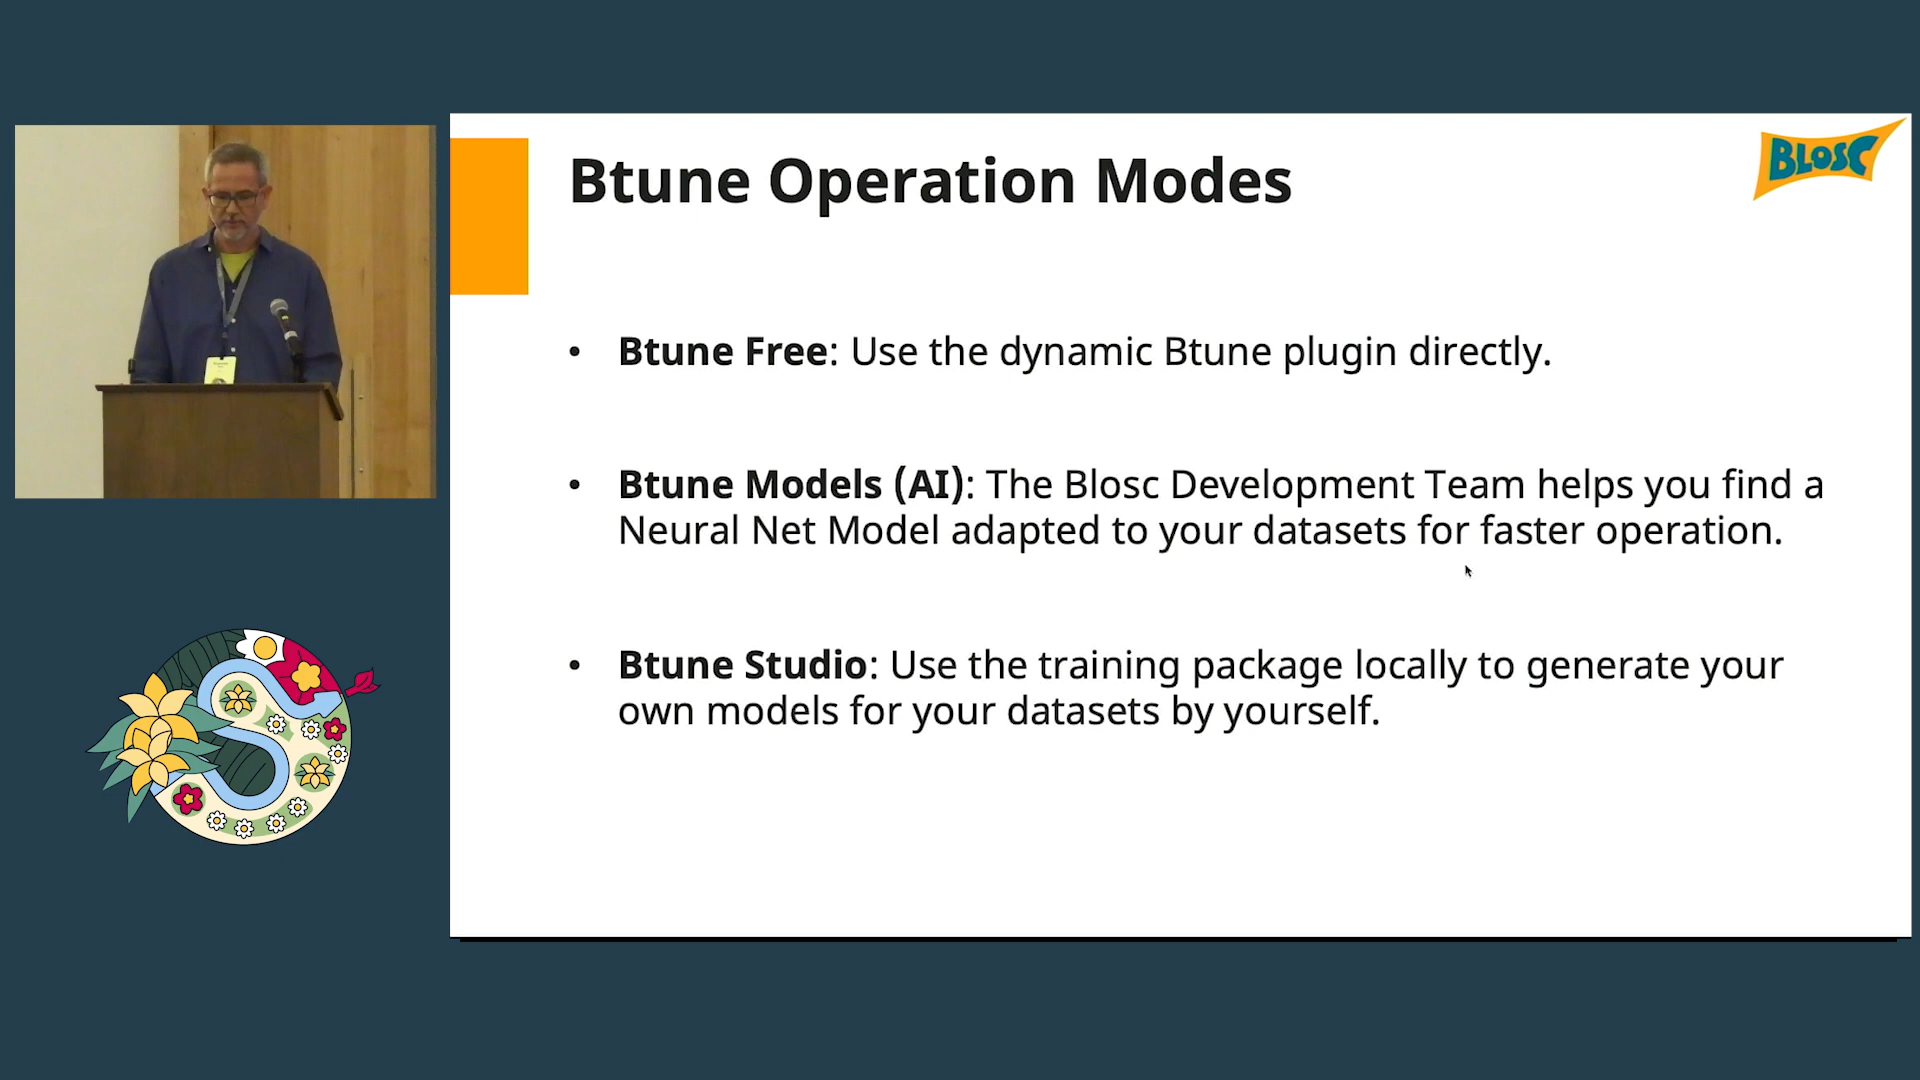 Btune Operation Modes
BLOSC
• Btune Free: Use the dynamic Btune plugin directly.
• Btune Models (AI): The Blosc Development Team helps you find a
Neural Net Model adapted to your datasets for faster operation.
• Btune Studio: Use the training package locally to generate your
own models for your datasets by yourself.